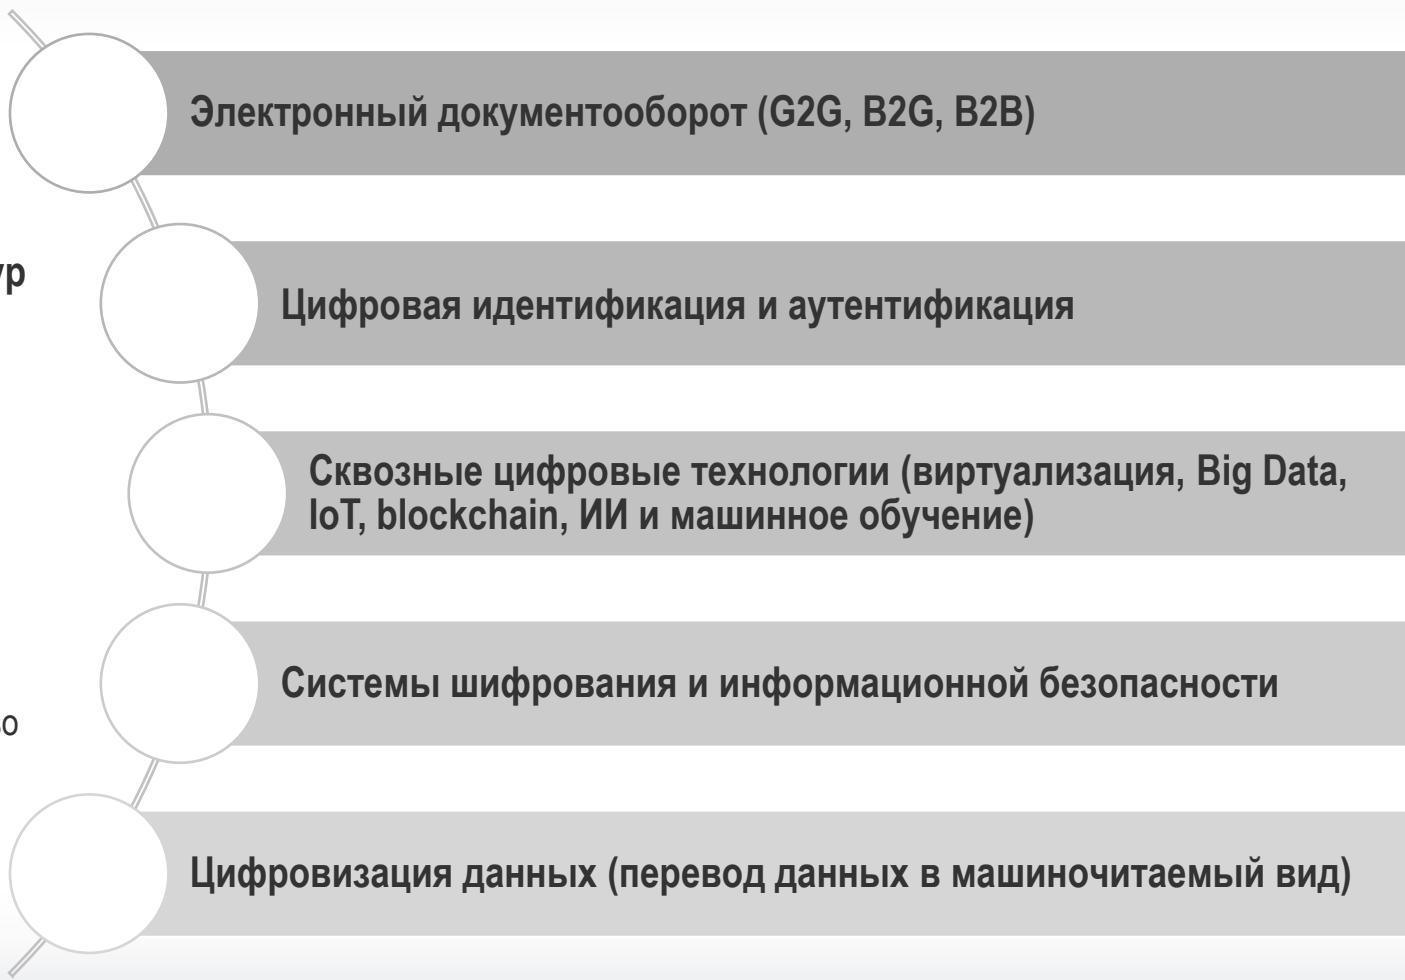 Электронный документооборот (G2G, B2G, B2B)
Цифровая идентификация и аутентификация
Сквозные цифровые технологии (виртуализация, Big Data,
IoT, blockchain, ИИ и машинное обучение)
Системы шифрования и информационной безопасности
Цифровизация данных (перевод данных в машиночитаемый вид)